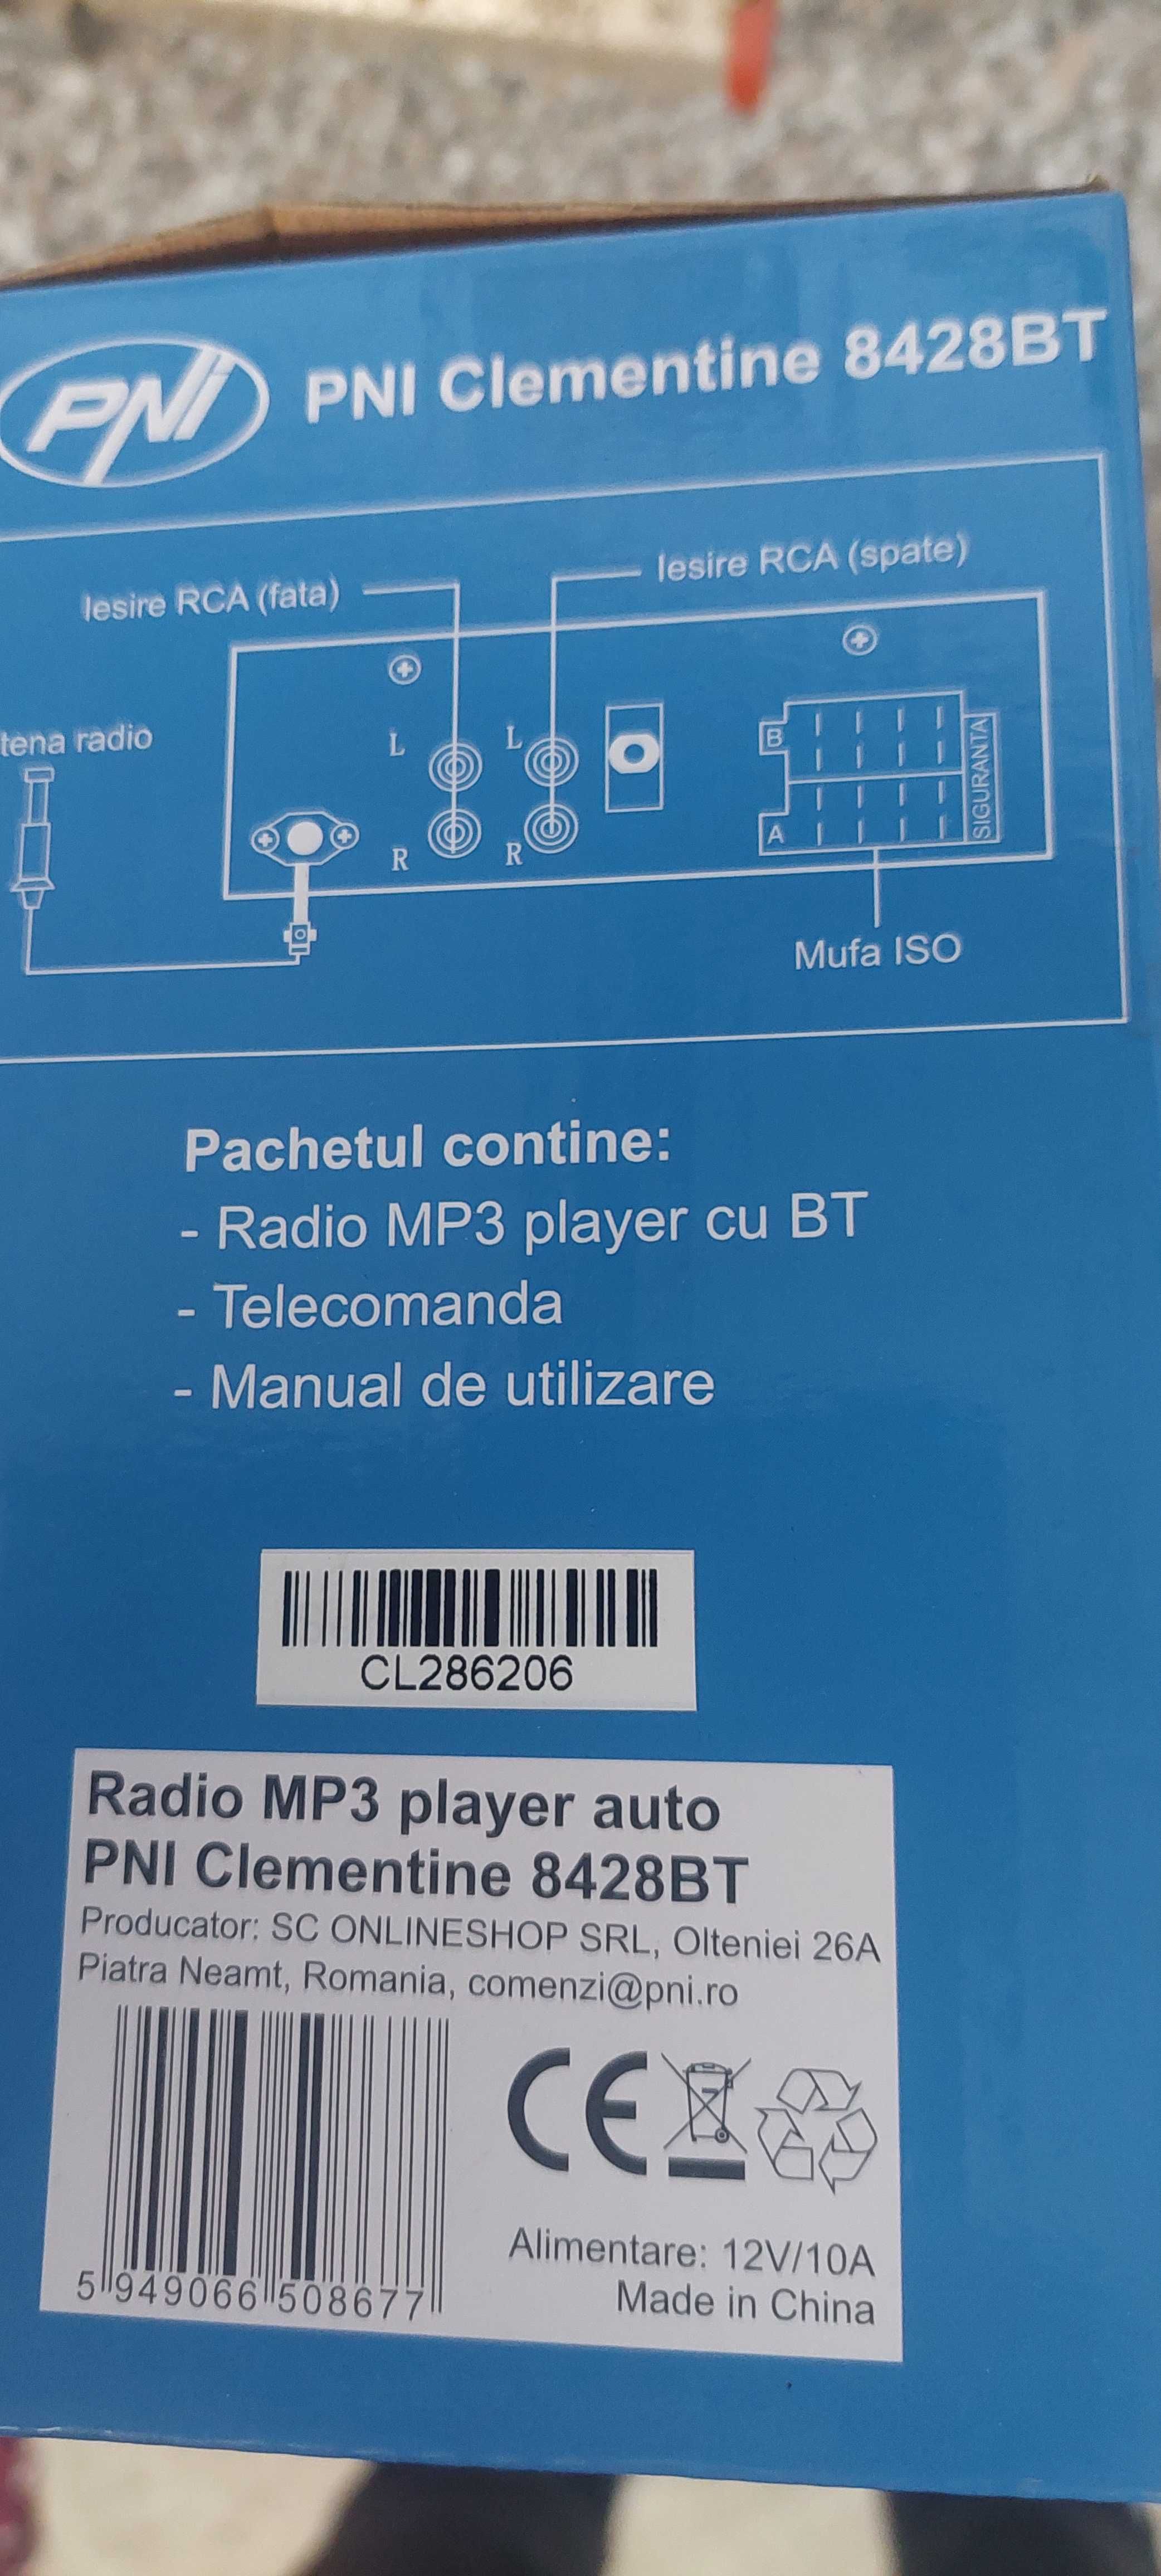 PNI PNI Clementine 8428BT
Iesire RCA (fata)
Iesire RCA (spate)
tena radio
L
L
R
R
B
A
SIGURANTA
Mufa ISO
Pachetul contine:
- Radio MP3 player cu BT
- Telecomanda
- Manual de utilizare
CL286206
Radio MP3 player auto
PNI Clementine 8428BT
Producator: SC ONLINESHOP SRL, Olteniei 26A
Piatra Neamt, Romania, comenzi@pni.ro
CE
Alimentare: 12V/10A
Made in China
5 949066 508677